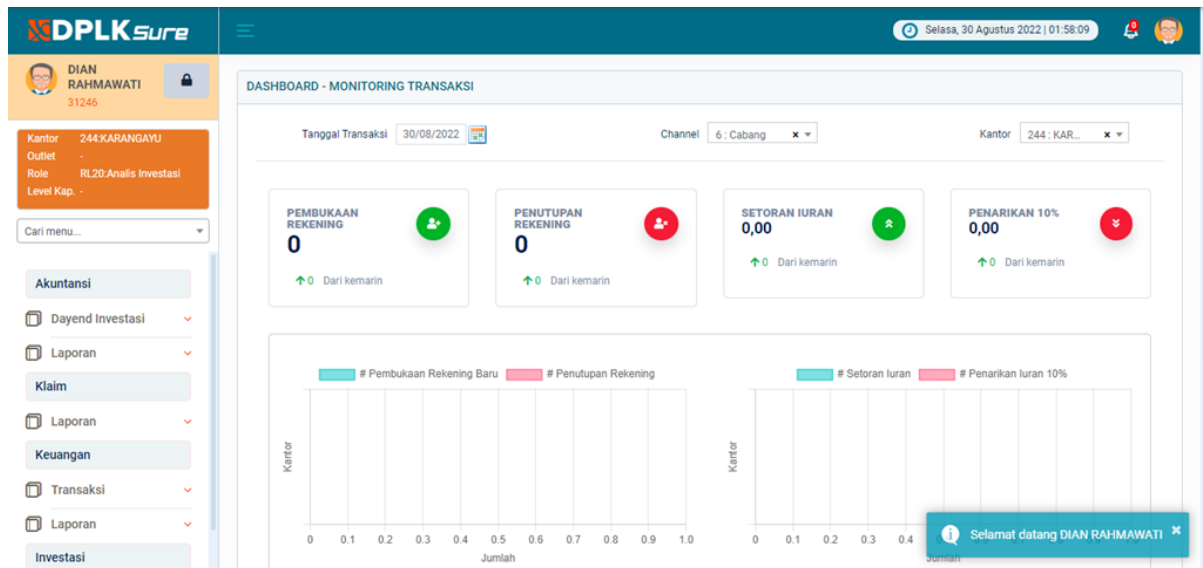 DPLKSure
Selasa, 30 Agustus 2022 | 01:58:09
DIAN
RAHMAWATI
31246
Kantor 244:KARANGAYU
Outlet -
Role RL20:Analis Investasi
Level Kap. -
Cari menu...
Akuntansi
Dayend Investasi
Laporan
Klaim
Laporan
Keuangan
Transaksi
Laporan
Investasi
DASHBOARD - MONITORING TRANSAKSI
Tanggal Transaksi 30/08/2022 Channel 6 : Cabang x Kantor 244 : KAR... x
PEMBUKAAN
REKENING
0
0 Dari kemarin
PENUTUPAN
REKENING
0
0 Dari kemarin
SETORAN IURAN
0,00
0 Dari kemarin
PENARIKAN 10%
0,00
0 Dari kemarin
# Pembukaan Rekening Baru # Penutupan Rekening
Kantor
0 0.1 0.2 0.3 0.4 0.5 0.6 0.7 0.8 0.9 1.0
Jumlah
# Setoran Iuran # Penarikan Iuran 10%
Kantor
0 0.1 0.2 0.3 0.4
Jumlah
Selamat datang DIAN RAHMAWATI x